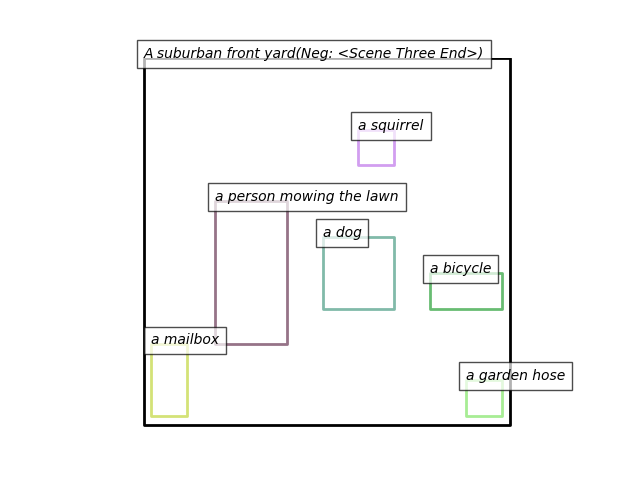 A suburban front yard(Neg: <Scene Three End>)
a squirrel
a person mowing the lawn
a dog
a bicycle
a mailbox
a garden hose